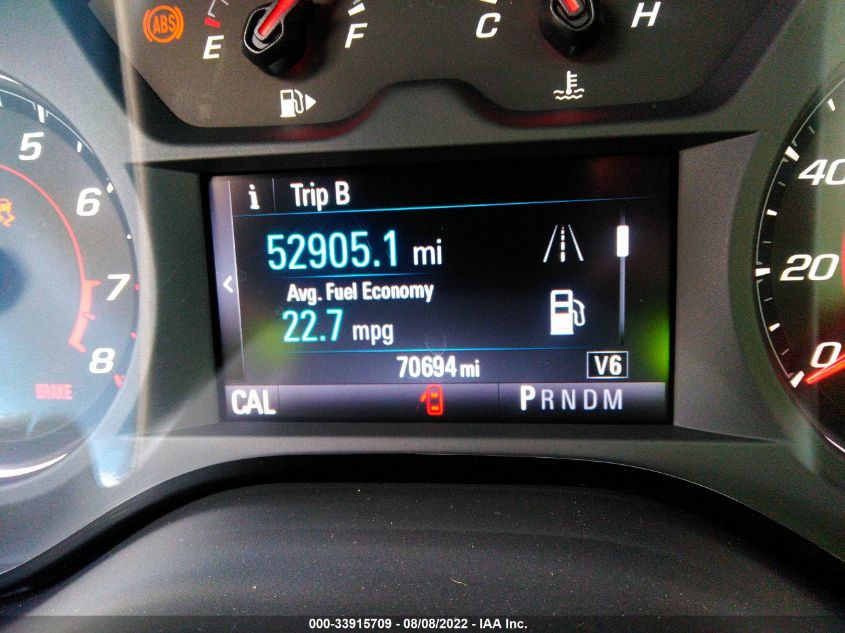 ABS
E F
C H
5
6
7
8
BRAKE
i Trip B
52905.1 mi
Avg. Fuel Economy
22.7 mpg
70694 mi V6
CAL PRNDM
40
20
0
000-33915709 - 08/08/2022 - IAA Inc.